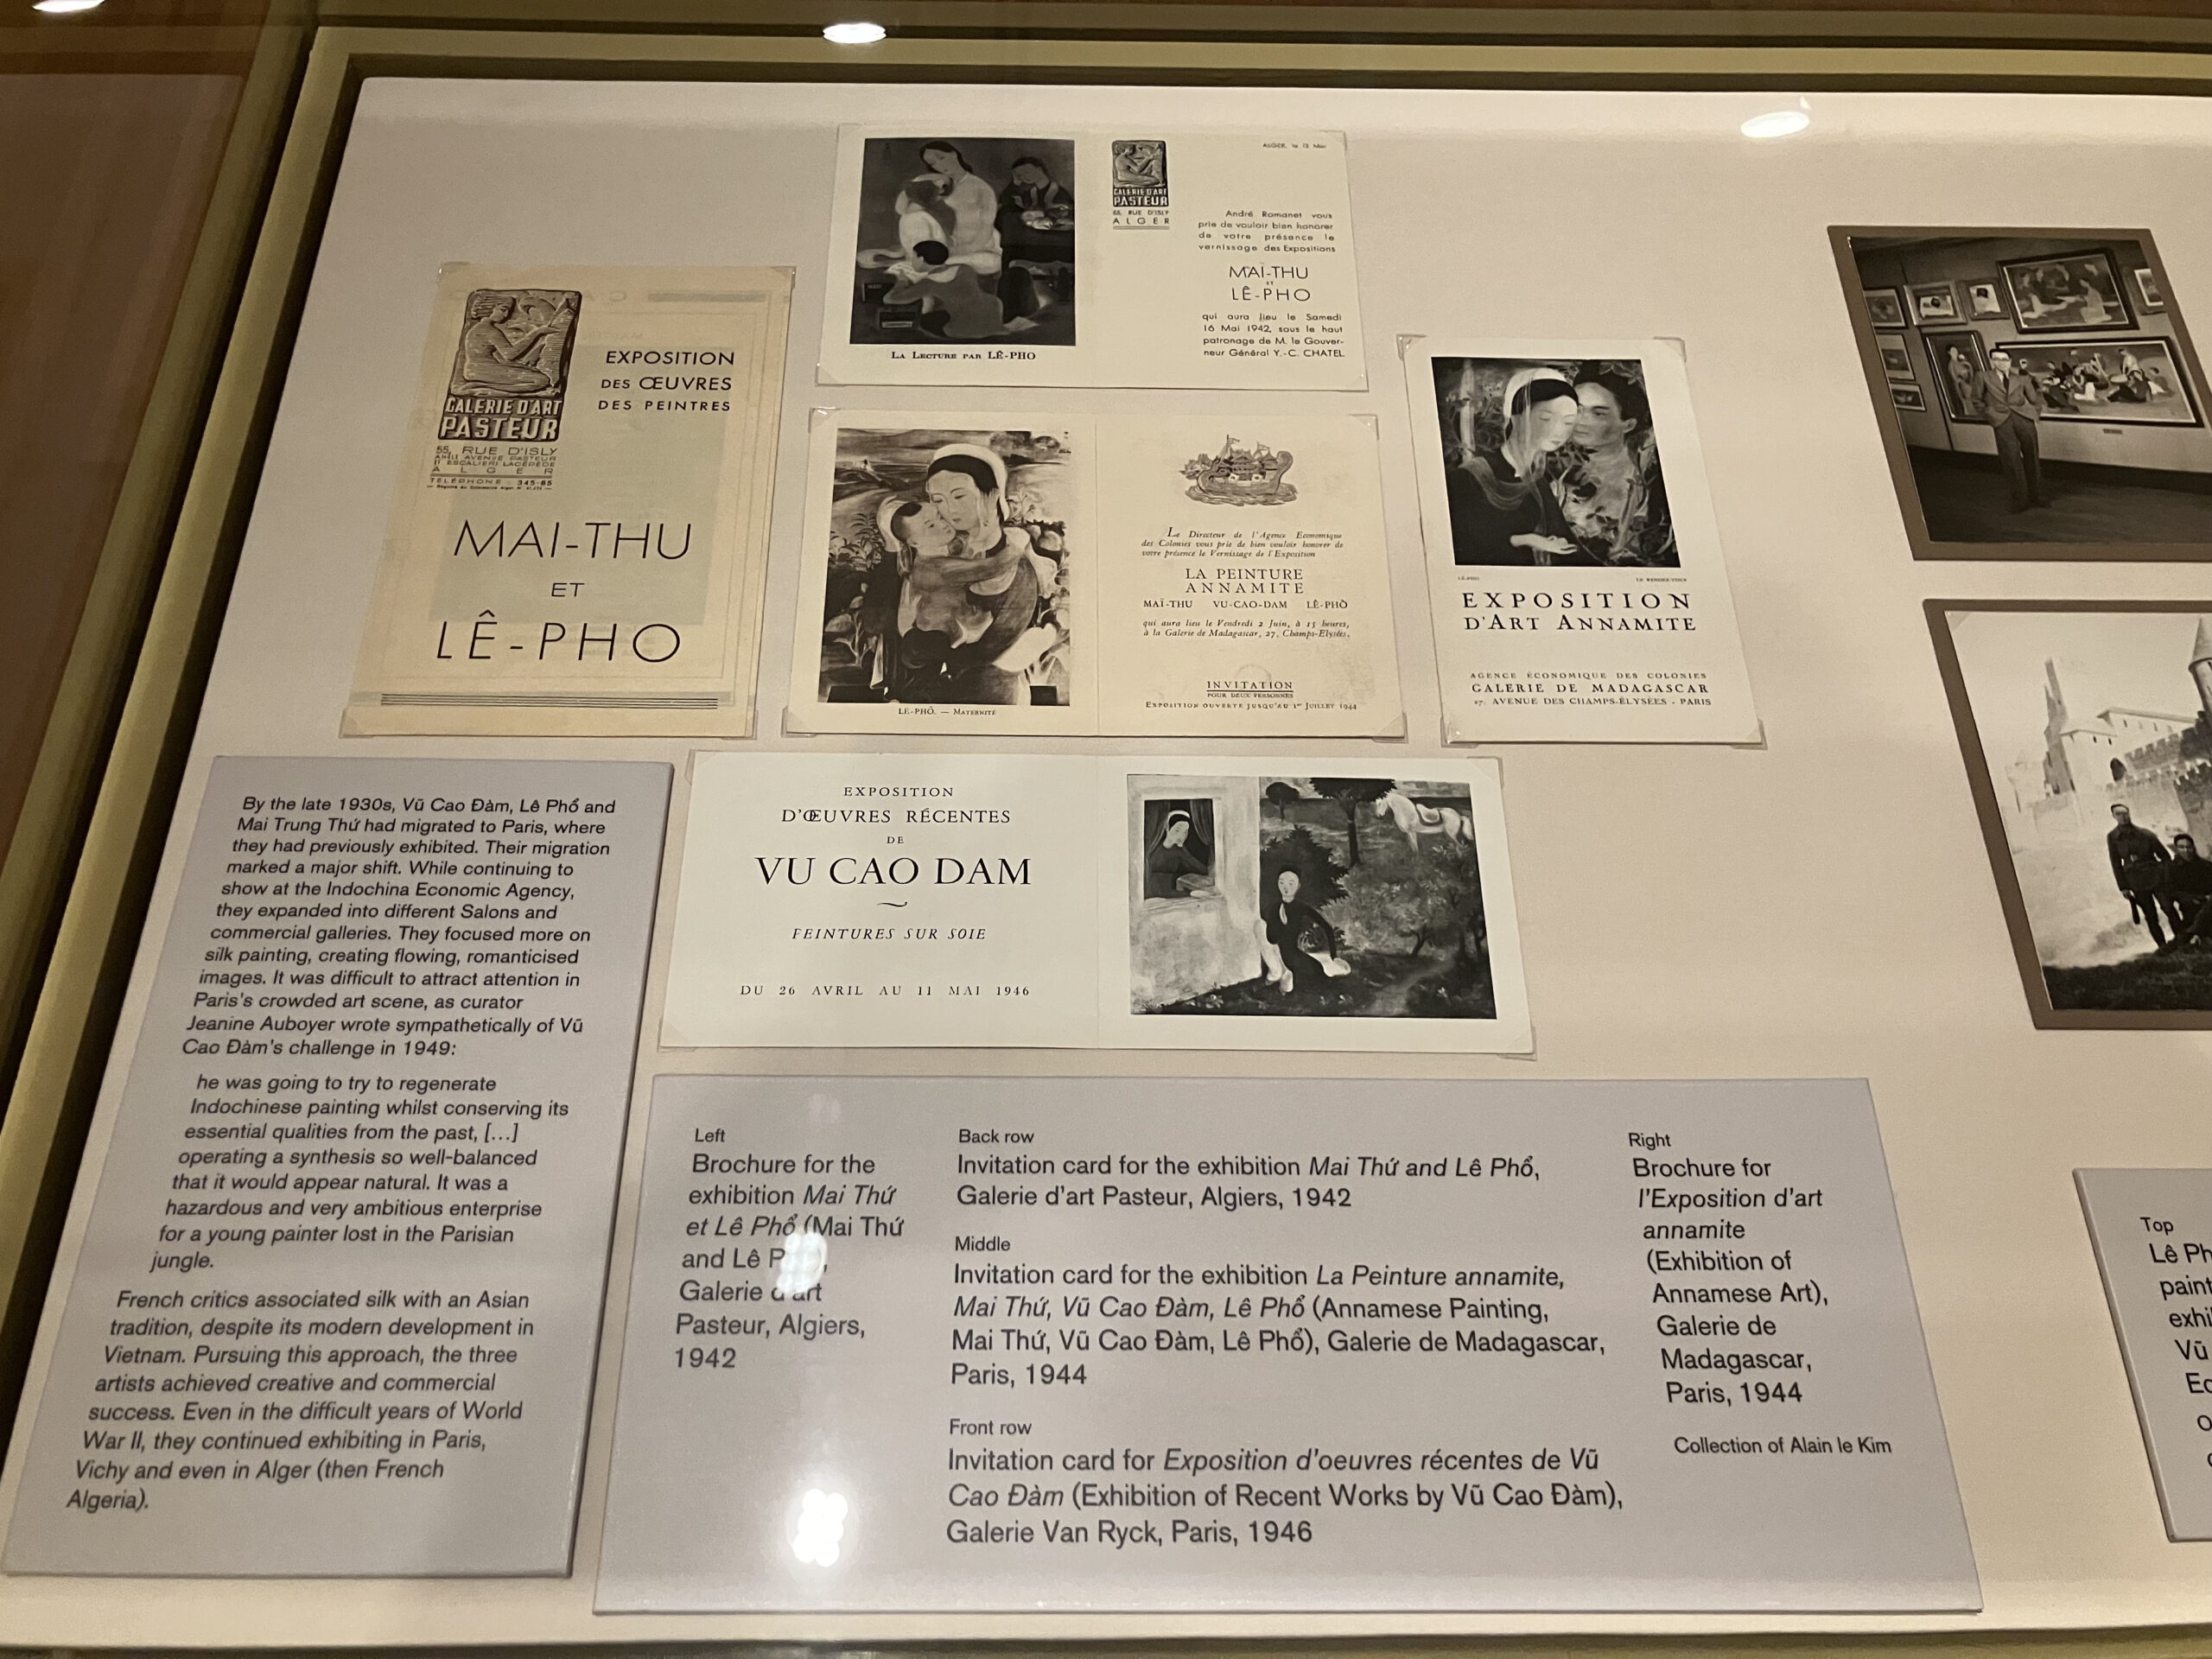 GALERIE D'ART
PASTEUR
55, RUE D'ISLY
A L G E R
TÉLÉPHONE : 345-85
EXPOSITION
DES ŒUVRES
DES PEINTRES
MAI-THU
ET
LÊ-PHO
LA LECTURE PAR LÊ-PHO
GALERIE D'ART
PASTEUR
55, RUE D'ISLY
A L G E R
ALGER, le 13 Mai
André Romanet vous
prie de vouloir bien honorer
de votre présence le
vernissage des Expositions
MAI-THU
ET
LÊ-PHO
qui aura lieu le Samedi
16 Mai 1942, sous le haut
patronage de M. le Gouver-
neur Général Y.-C. CHATEL
LÊ-PHÔ. — MATERNITÉ
Le Directeur de l'Agence Economique
des Colonies vous prie de bien vouloir honorer de
votre présence le Vernissage de l'Exposition
LA PEINTURE
ANNAMITE
MAÏ-THU VU-CAO-DAM LÊ-PHÔ
qui aura lieu le Vendredi 2 Juin, à 15 heures,
à la Galerie de Madagascar, 27, Champs-Elysées.
INVITATION
POUR DEUX PERSONNES
EXPOSITION OUVERTE JUSQU'AU 1er JUILLET 1944
LÊ-PHO. LE RENDEZ-VOUS
EXPOSITION
D'ART ANNAMITE
AGENCE ÉCONOMIQUE DES COLONIES
GALERIE DE MADAGASCAR
27, AVENUE DES CHAMPS-ÉLYSÉES - PARIS
EXPOSITION
D'ŒUVRES RÉCENTES
DE
VU CAO DAM
PEINTURES SUR SOIE
DU 26 AVRIL AU 11 MAI 1946
By the late 1930s, Vũ Cao Đàm, Lê Phổ and
Mai Trung Thứ had migrated to Paris, where
they had previously exhibited. Their migration
marked a major shift. While continuing to
show at the Indochina Economic Agency,
they expanded into different Salons and
commercial galleries. They focused more on
silk painting, creating flowing, romanticised
images. It was difficult to attract attention in
Paris's crowded art scene, as curator
Jeanine Auboyer wrote sympathetically of Vũ
Cao Đàm's challenge in 1949:
he was going to try to regenerate
Indochinese painting whilst conserving its
essential qualities from the past, [...]
operating a synthesis so well-balanced
that it would appear natural. It was a
hazardous and very ambitious enterprise
for a young painter lost in the Parisian
jungle.
French critics associated silk with an Asian
tradition, despite its modern development in
Vietnam. Pursuing this approach, the three
artists achieved creative and commercial
success. Even in the difficult years of World
War II, they continued exhibiting in Paris,
Vichy and even in Alger (then French
Algeria).
Left
Brochure for the
exhibition Mai Thứ
et Lê Phổ (Mai Thứ
and Lê
Galerie d'art
Pasteur, Algiers,
1942
Back row
Invitation card for the exhibition Mai Thứ and Lê Phổ,
Galerie d'art Pasteur, Algiers, 1942
Middle
Invitation card for the exhibition La Peinture annamite,
Mai Thứ, Vũ Cao Đàm, Lê Phổ (Annamese Painting,
Mai Thứ, Vũ Cao Đàm, Lê Phổ), Galerie de Madagascar,
Paris, 1944
Front row
Invitation card for Exposition d'oeuvres récentes de Vũ
Cao Đàm (Exhibition of Recent Works by Vũ Cao Đàm),
Galerie Van Ryck, Paris, 1946
Right
Brochure for
l'Exposition d'art
annamite
(Exhibition of
Annamese Art),
Galerie de
Madagascar,
Paris, 1944
Collection of Alain le Kim
Top
Lê
Vũ